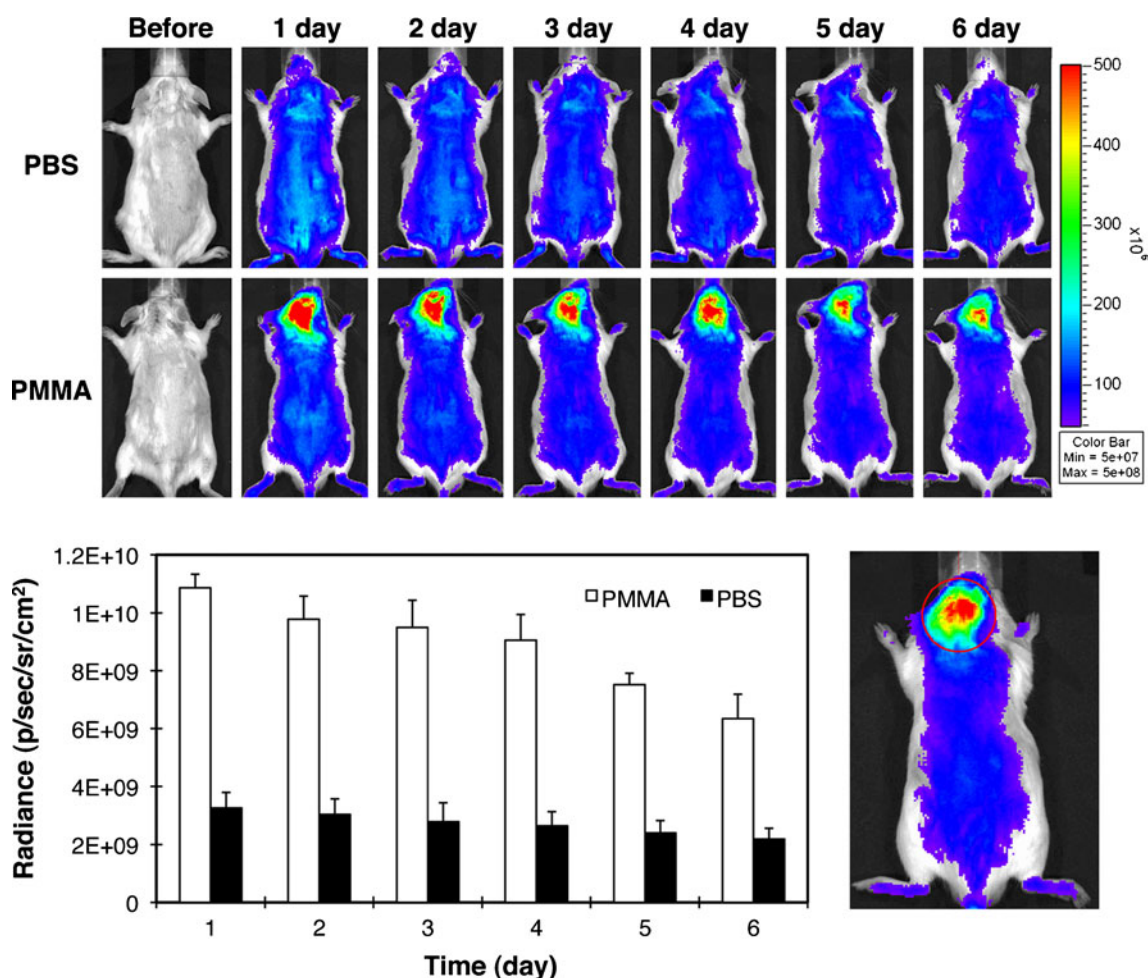 Before 1 day 2 day 3 day 4 day 5 day 6 day
PBS
PMMA
500
400
300
200
100
x10⁶
Color Bar
Min = 5e+07
Max = 5e+08
Radiance (p/sec/sr/cm²)
1.2E+10
1E+10
8E+09
6E+09
4E+09
2E+09
0
PMMA PBS
1 2 3 4 5 6
Time (day)